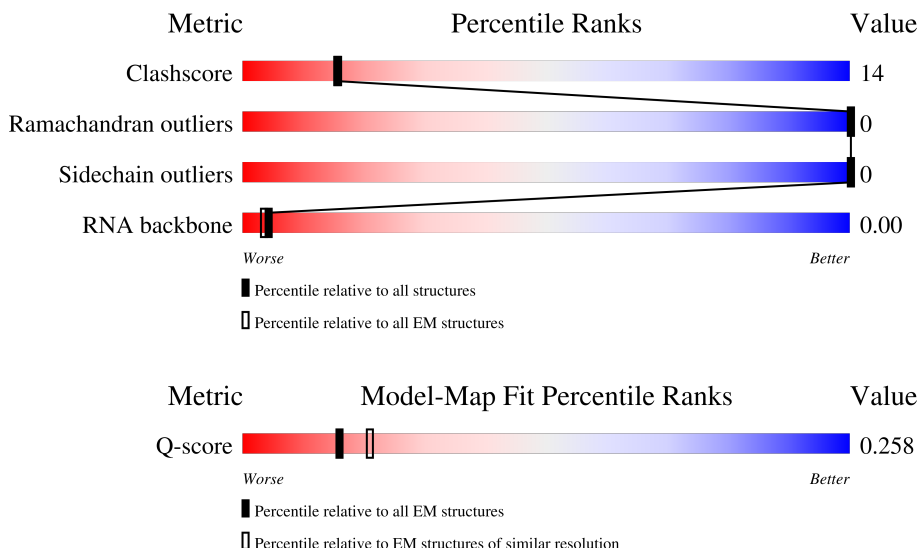 Metric Percentile Ranks Value
Clashscore 14
Ramachandran outliers 0
Sidechain outliers 0
RNA backbone 0.00
Worse Better
Percentile relative to all structures
Percentile relative to all EM structures
Metric Model-Map Fit Percentile Ranks Value
Q-score 0.258
Worse Better
Percentile relative to all EM structures
Percentile relative to EM structures of similar resolution